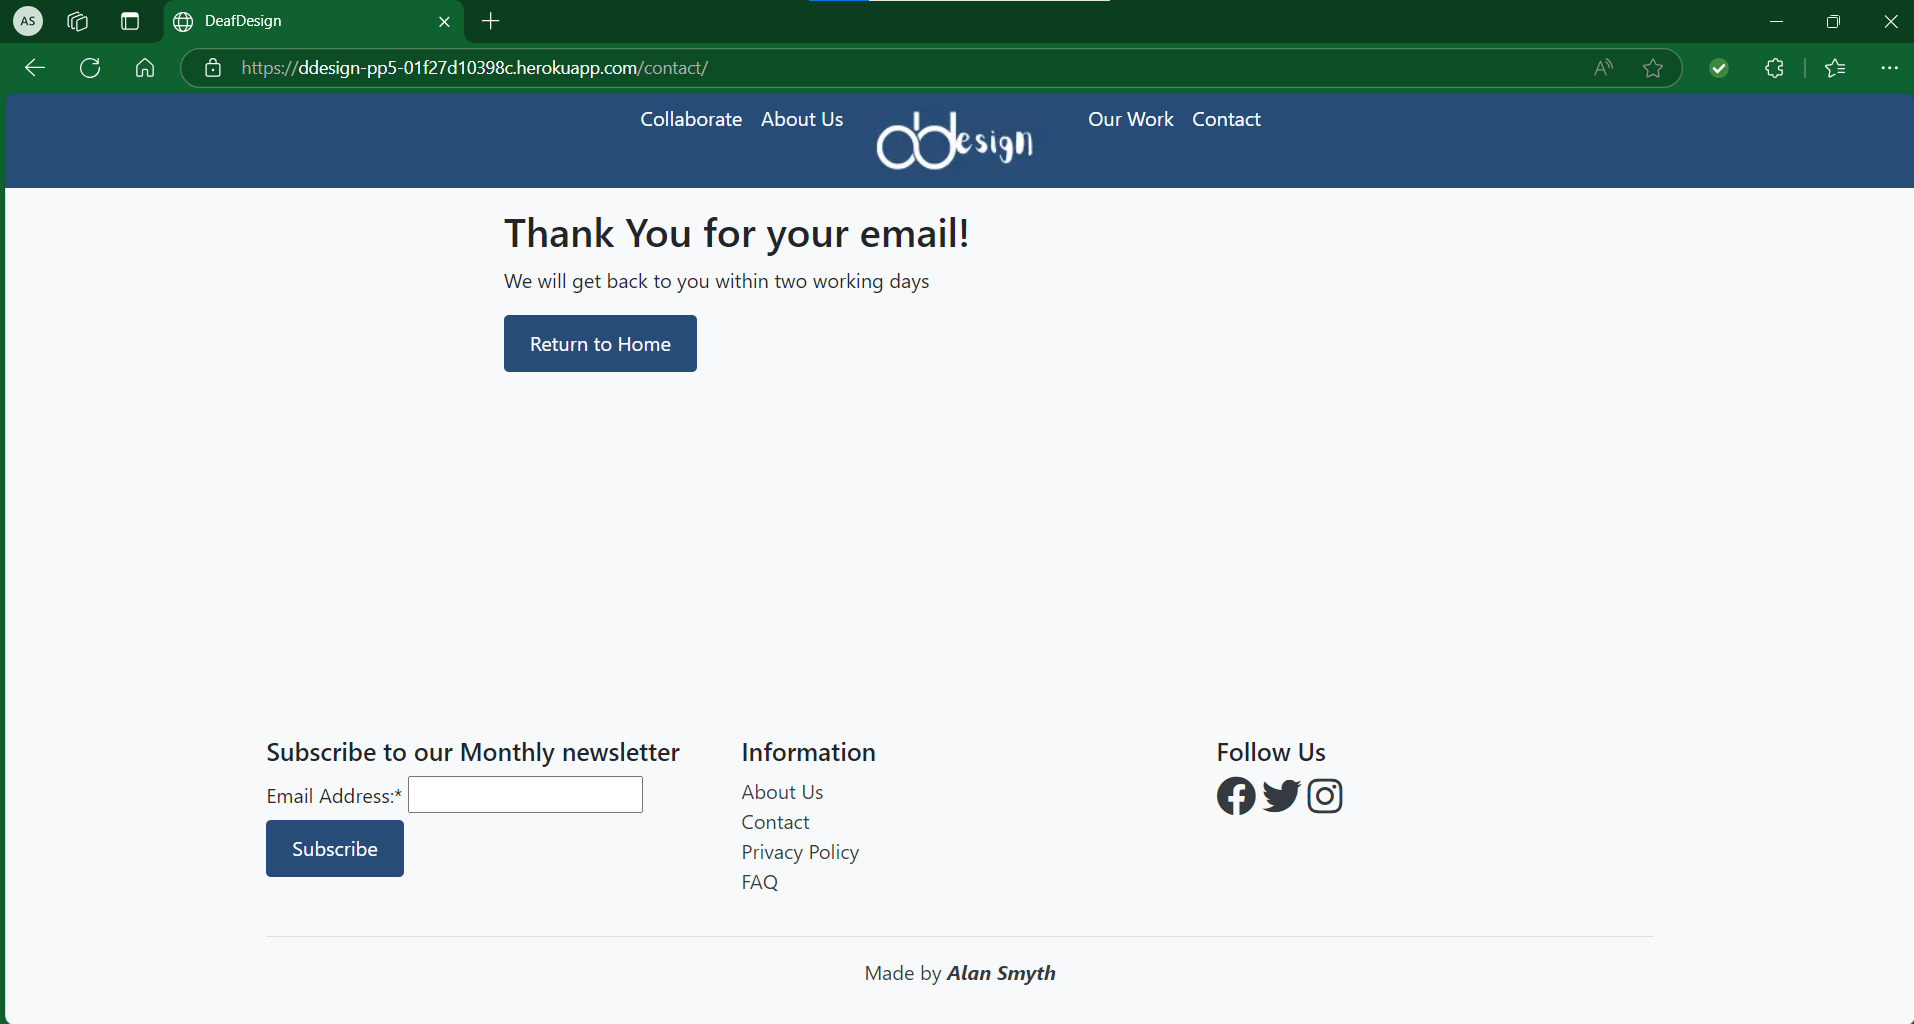 AS
DeafDesign
https://ddesign-pp5-01f27d10398c.herokuapp.com/contact/
Collaborate About Us dDesign Our Work Contact
Thank You for your email!
We will get back to you within two working days
Return to Home
Subscribe to our Monthly newsletter
Email Address:*
Subscribe
Information
About Us
Contact
Privacy Policy
FAQ
Follow Us
Made by Alan Smyth